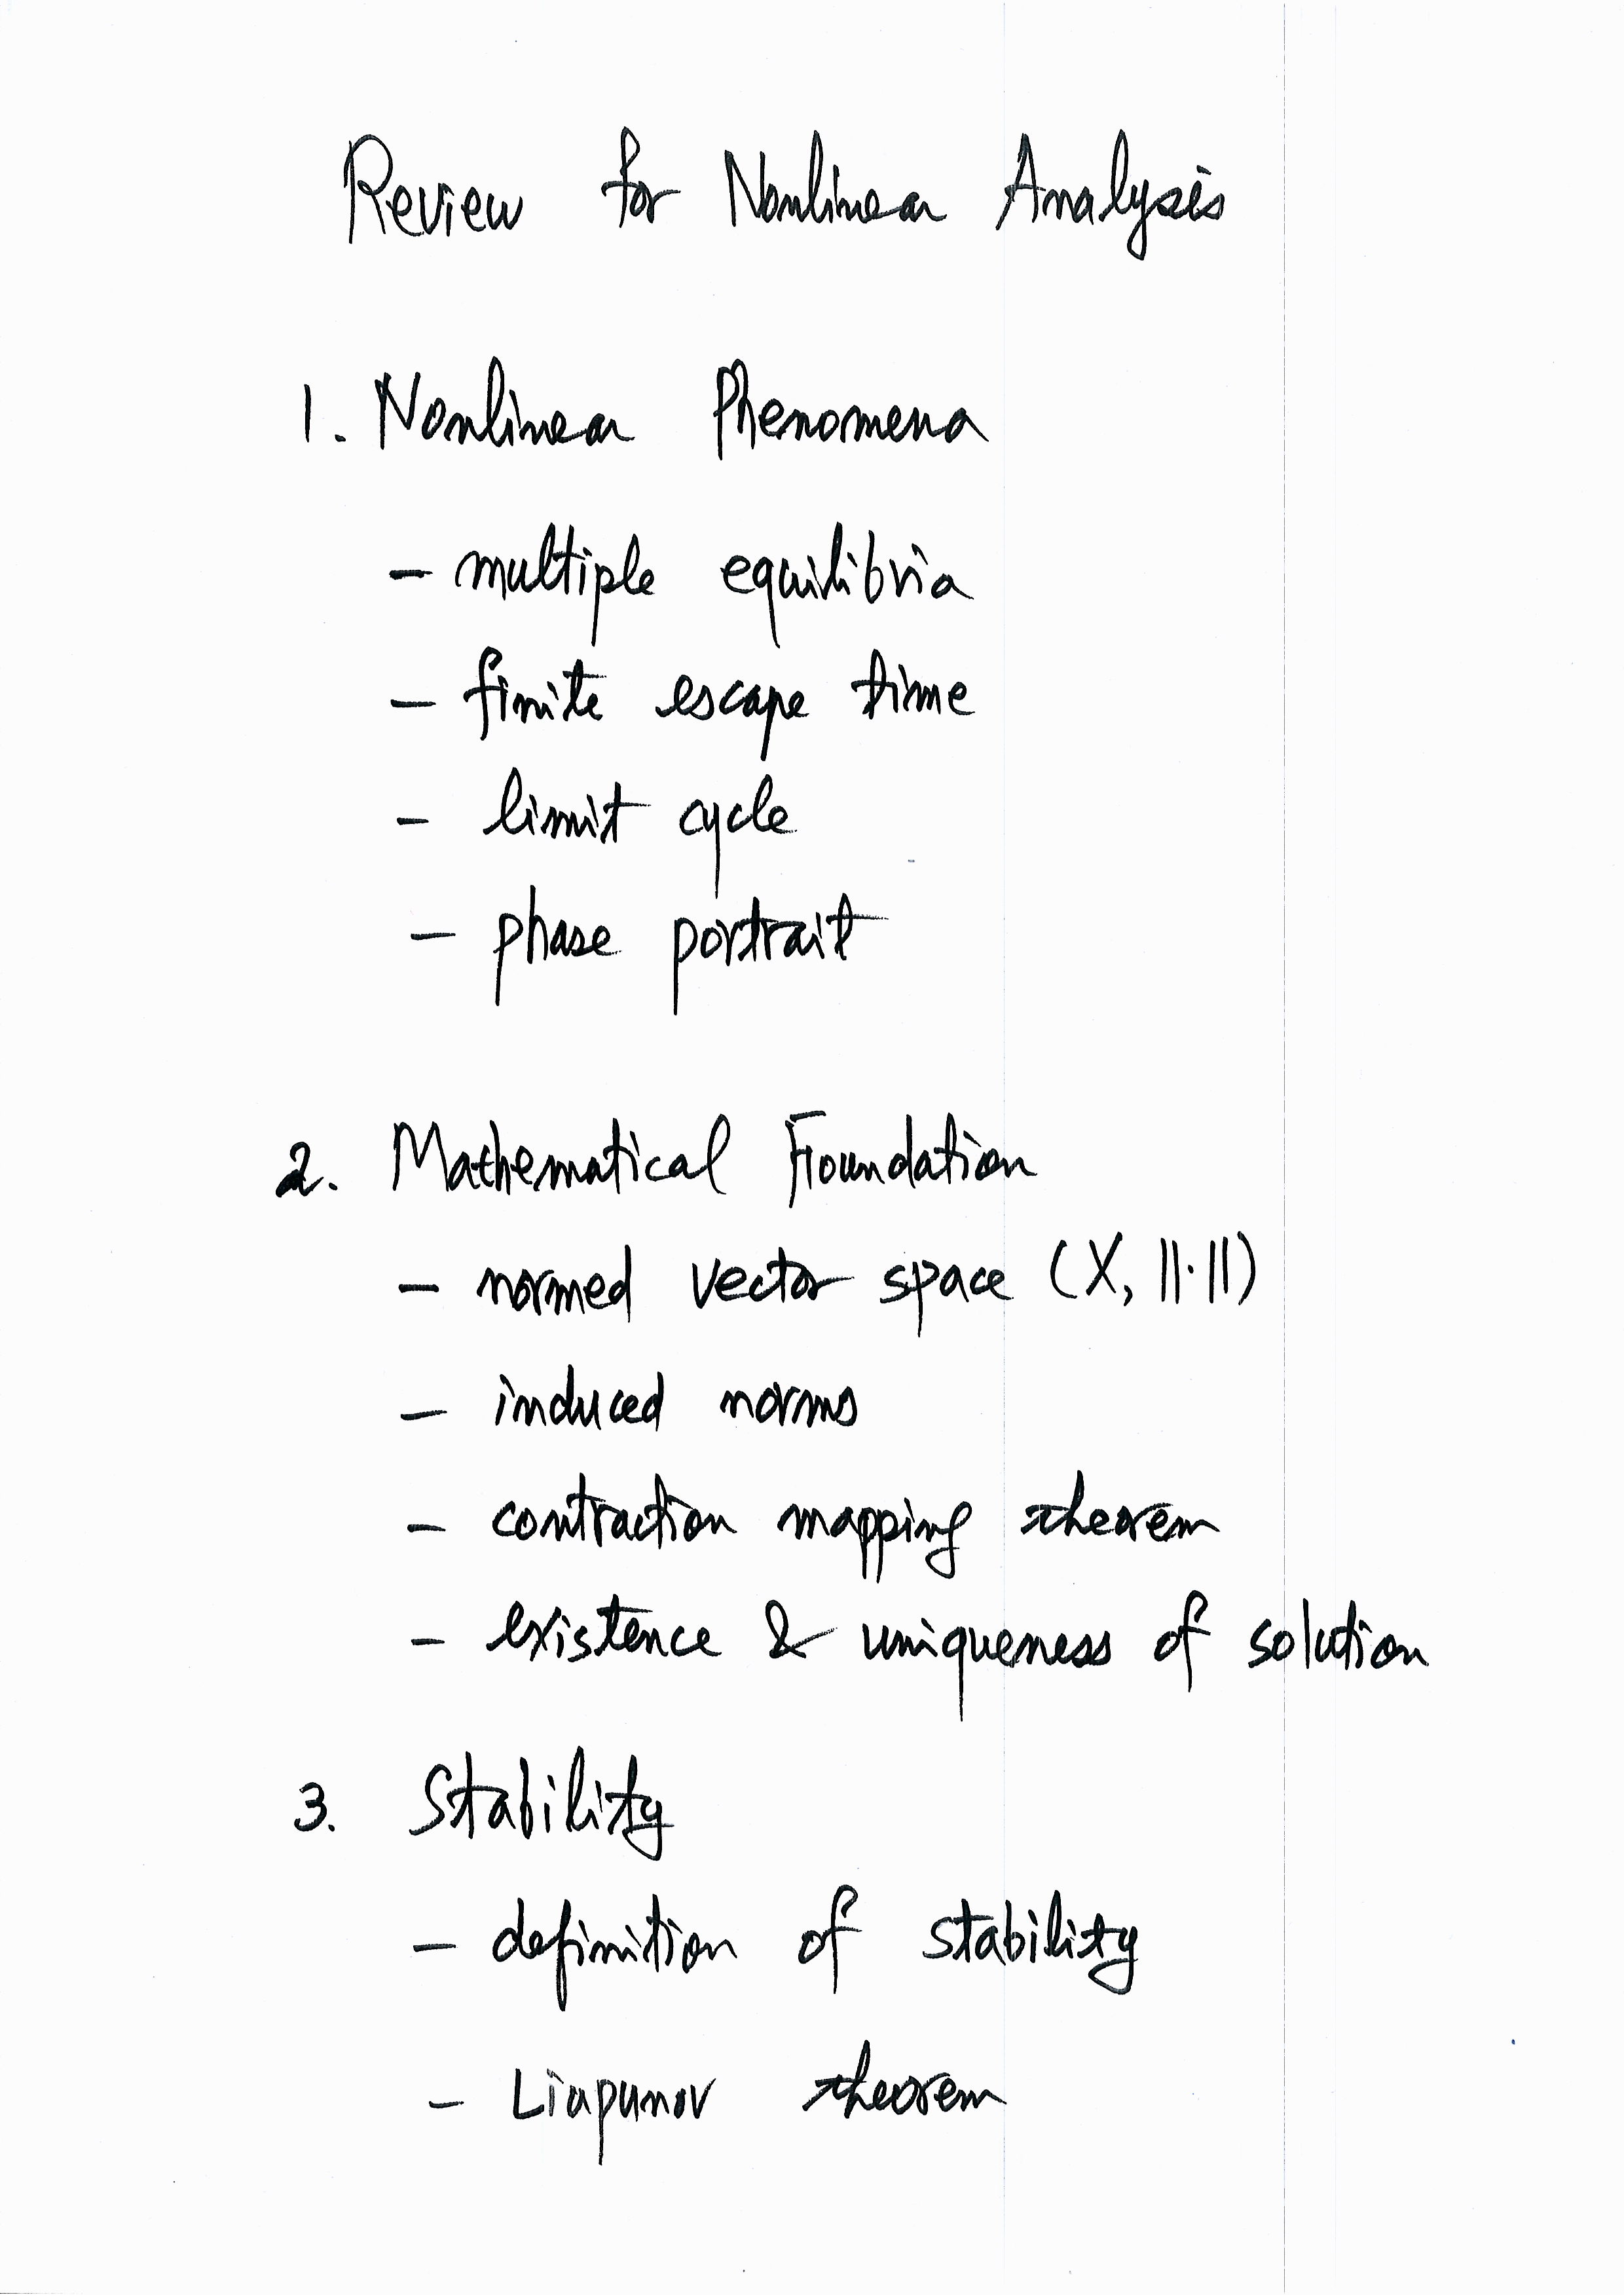 Review for Nonlinear Analysis
1. Nonlinear Phenomena
- multiple equilibria
- finite escape time
- limit cycle
- phase portrait
2. Mathematical Foundation
- normed vector space (X, ||·||)
- induced norms
- contraction mapping theorem
- existence & uniqueness of solution
3. Stability
- definition of stability
- Liapunov theorem